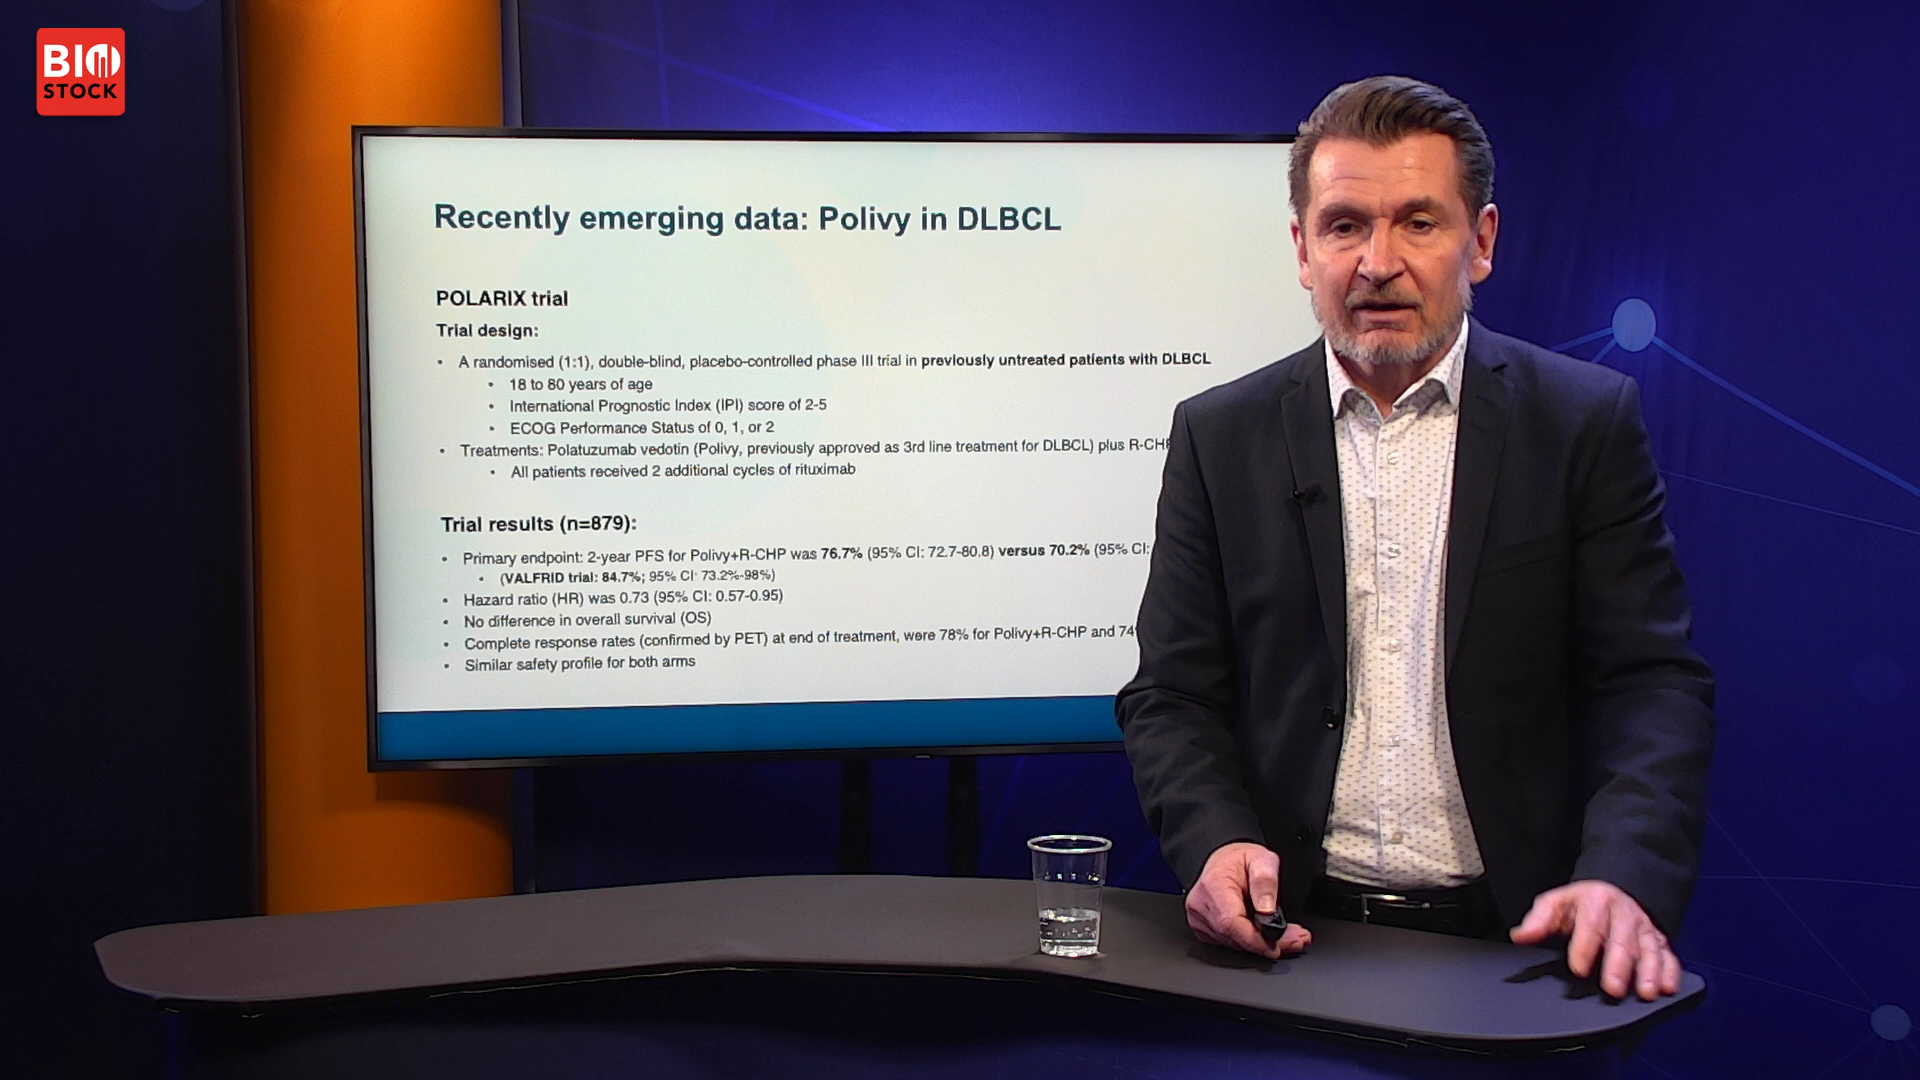 BIO
STOCK
Recently emerging data: Polivy in DLBCL
POLARIX trial
Trial design:
• A randomised (1:1), double-blind, placebo-controlled phase III trial in previously untreated patients with DLBCL
• 18 to 80 years of age
• International Prognostic Index (IPI) score of 2-5
• ECOG Performance Status of 0, 1, or 2
• Treatments: Polatuzumab vedotin (Polivy, previously approved as 3rd line treatment for DLBCL) plus
• All patients received 2 additional cycles of rituximab
Trial results (n=879):
• Primary endpoint: 2-year PFS for Polivy+R-CHP was 76.7% (95% CI: 72.7-80.8) versus 70.2% (95% CI:
• (VALFRID trial: 84.7%; 95% CI: 73.2%-98%)
• Hazard ratio (HR) was 0.73 (95% CI: 0.57-0.95)
• No difference in overall survival (OS)
• Complete response rates (confirmed by PET) at end of treatment, were 78% for Polivy+R-CHP and 74
• Similar safety profile for both arms